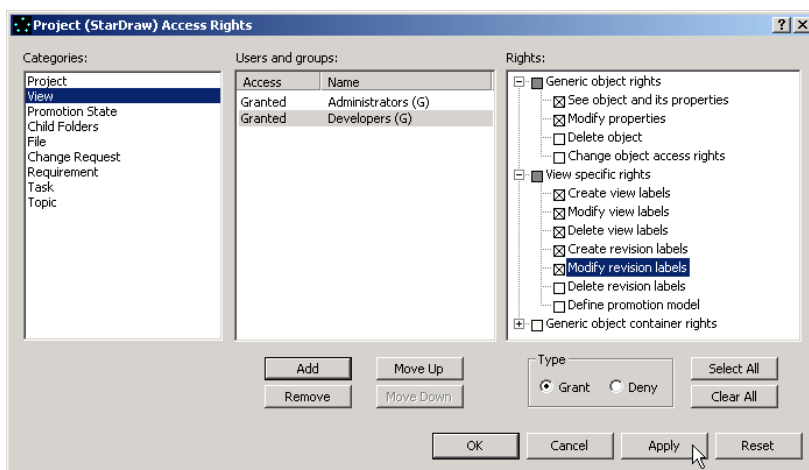 Project (StarDraw) Access Rights
Categories:
Project
View
Promotion State
Child Folders
File
Change Request
Requirement
Task
Topic
Users and groups:
Access Name
Granted Administrators (G)
Granted Developers (G)
Add Move Up
Remove Move Down
Rights:
Generic object rights
See object and its properties
Modify properties
Delete object
Change object access rights
View specific rights
Create view labels
Modify view labels
Delete view labels
Create revision labels
Modify revision labels
Delete revision labels
Define promotion model
Generic object container rights
Type
Grant Deny
Select All
Clear All
OK Cancel Apply Reset